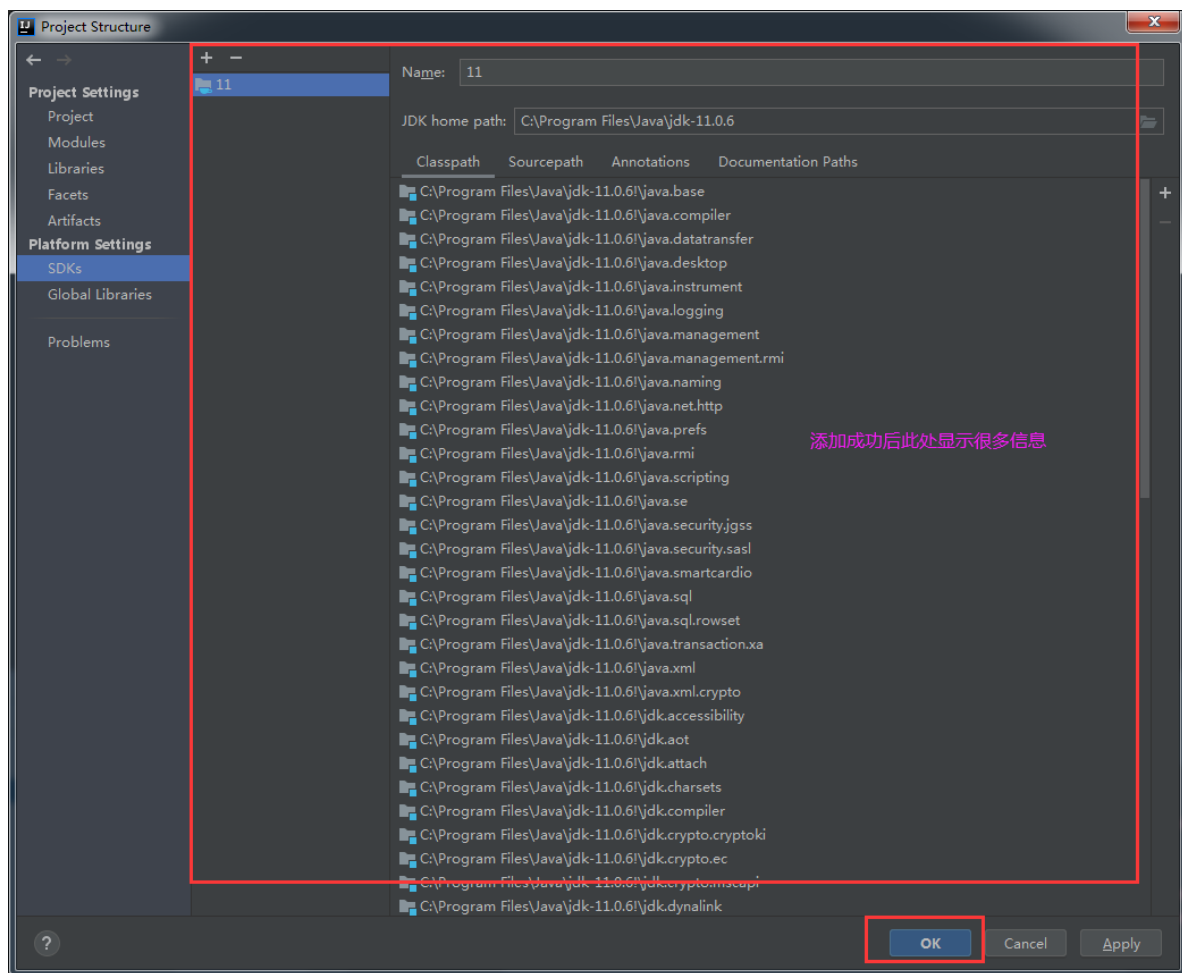 Project Structure
Project Settings
Project
Modules
Libraries
Facets
Artifacts
Platform Settings
SDKs
Global Libraries
Problems
11
Name: 11
JDK home path: C:\Program Files\Java\jdk-11.0.6
Classpath Sourcepath Annotations Documentation Paths
C:\Program Files\Java\jdk-11.0.6!\java.base
C:\Program Files\Java\jdk-11.0.6!\java.compiler
C:\Program Files\Java\jdk-11.0.6!\java.datatransfer
C:\Program Files\Java\jdk-11.0.6!\java.desktop
C:\Program Files\Java\jdk-11.0.6!\java.instrument
C:\Program Files\Java\jdk-11.0.6!\java.logging
C:\Program Files\Java\jdk-11.0.6!\java.management
C:\Program Files\Java\jdk-11.0.6!\java.management.rmi
C:\Program Files\Java\jdk-11.0.6!\java.naming
C:\Program Files\Java\jdk-11.0.6!\java.net.http
C:\Program Files\Java\jdk-11.0.6!\java.prefs
添加成功后此处显示很多信息
C:\Program Files\Java\jdk-11.0.6!\java.rmi
C:\Program Files\Java\jdk-11.0.6!\java.scripting
C:\Program Files\Java\jdk-11.0.6!\java.se
C:\Program Files\Java\jdk-11.0.6!\java.security.jgss
C:\Program Files\Java\jdk-11.0.6!\java.security.sasl
C:\Program Files\Java\jdk-11.0.6!\java.smartcardio
C:\Program Files\Java\jdk-11.0.6!\java.sql
C:\Program Files\Java\jdk-11.0.6!\java.sql.rowset
C:\Program Files\Java\jdk-11.0.6!\java.transaction.xa
C:\Program Files\Java\jdk-11.0.6!\java.xml
C:\Program Files\Java\jdk-11.0.6!\java.xml.crypto
C:\Program Files\Java\jdk-11.0.6!\jdk.accessibility
C:\Program Files\Java\jdk-11.0.6!\jdk.aot
C:\Program Files\Java\jdk-11.0.6!\jdk.attach
C:\Program Files\Java\jdk-11.0.6!\jdk.charsets
C:\Program Files\Java\jdk-11.0.6!\jdk.compiler
C:\Program Files\Java\jdk-11.0.6!\jdk.crypto.cryptoki
C:\Program Files\Java\jdk-11.0.6!\jdk.crypto.ec
C:\Program Files\Java\jdk-11.0.6!\jdk.crypto.mscapi
C:\Program Files\Java\jdk-11.0.6!\jdk.dynalink
OK Cancel Apply